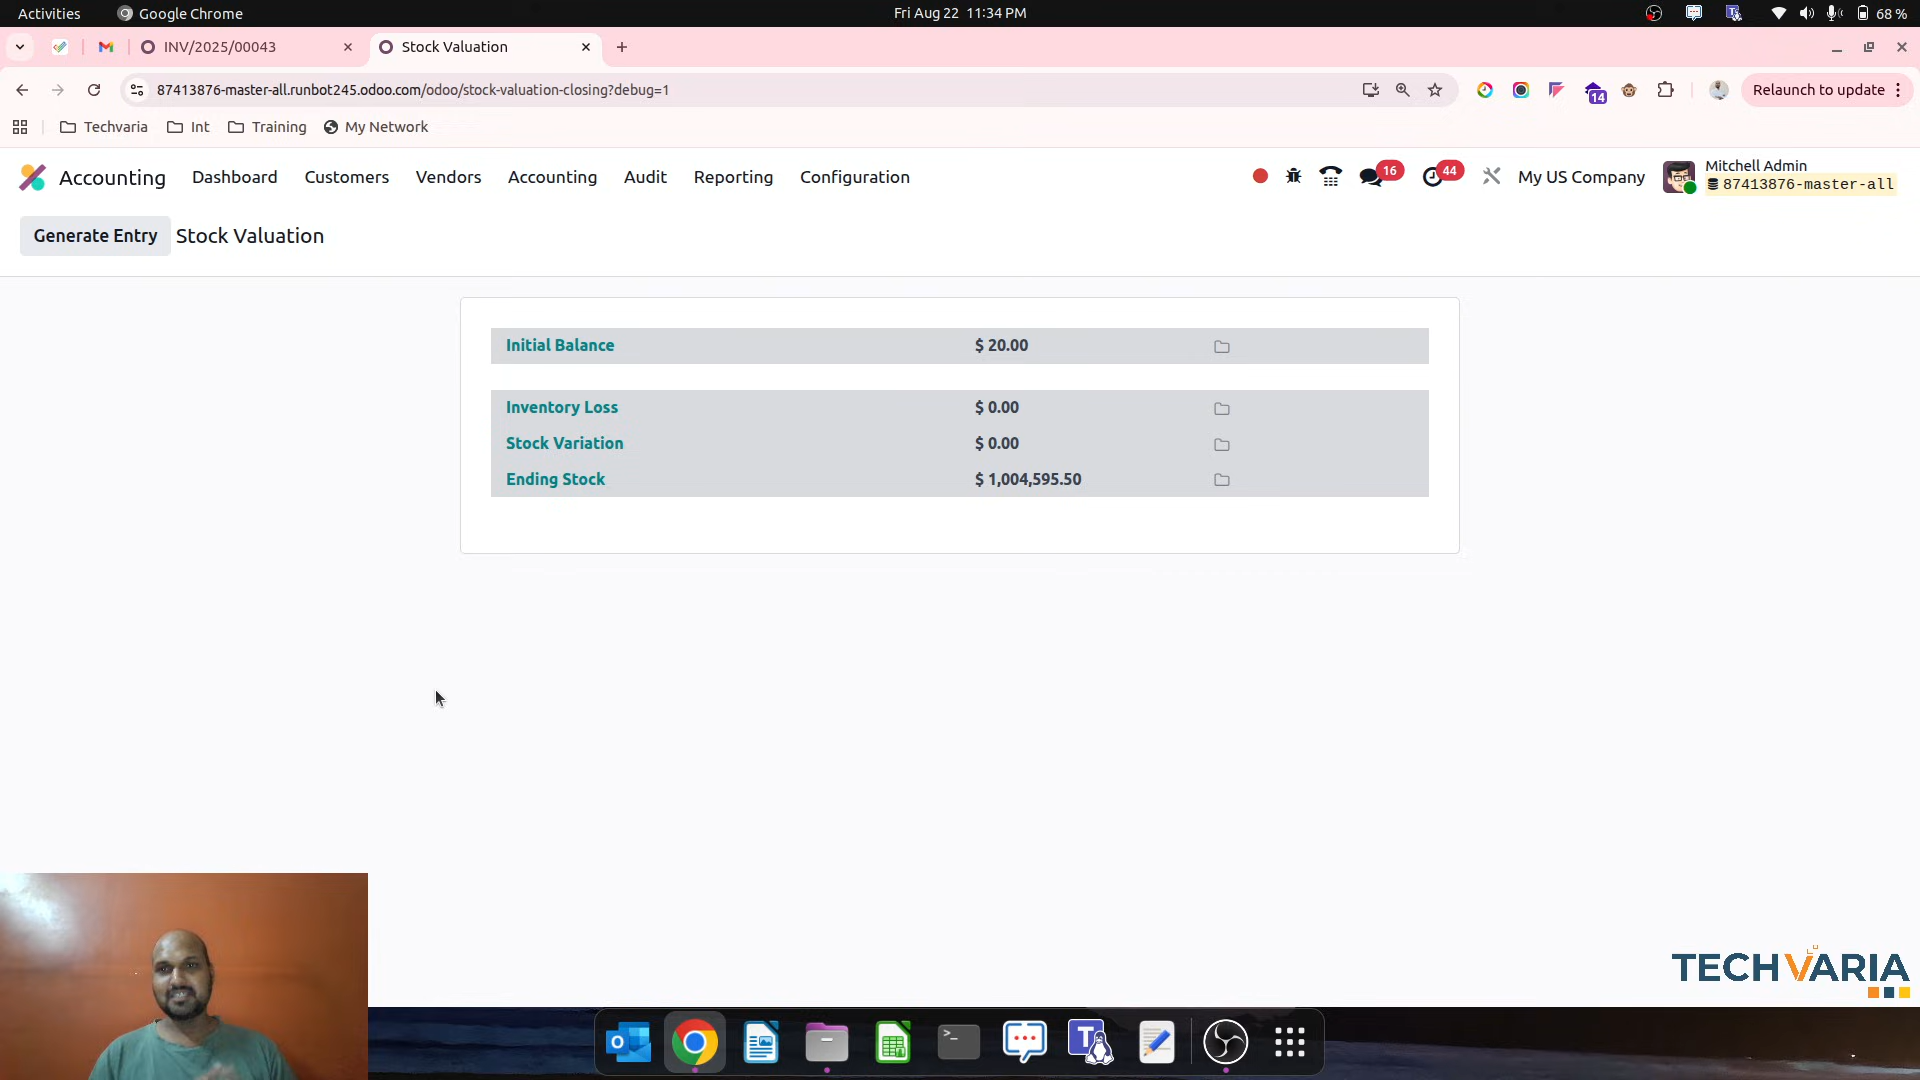 Activities
Google Chrome
Fri Aug 22 11:34 PM
68 %
INV/2025/00043
Stock Valuation
87413876-master-all.runbot245.odoo.com/odoo/stock-valuation-closing?debug=1
14
Relaunch to update
Techvaria
Int
Training
My Network
Accounting
Dashboard
Customers
Vendors
Accounting
Audit
Reporting
Configuration
16
44
My US Company
Mitchell Admin
87413876-master-all
Generate Entry
Stock Valuation
Initial Balance $ 20.00
Inventory Loss $ 0.00
Stock Variation $ 0.00
Ending Stock $ 1,004,595.50
TECHVARIA